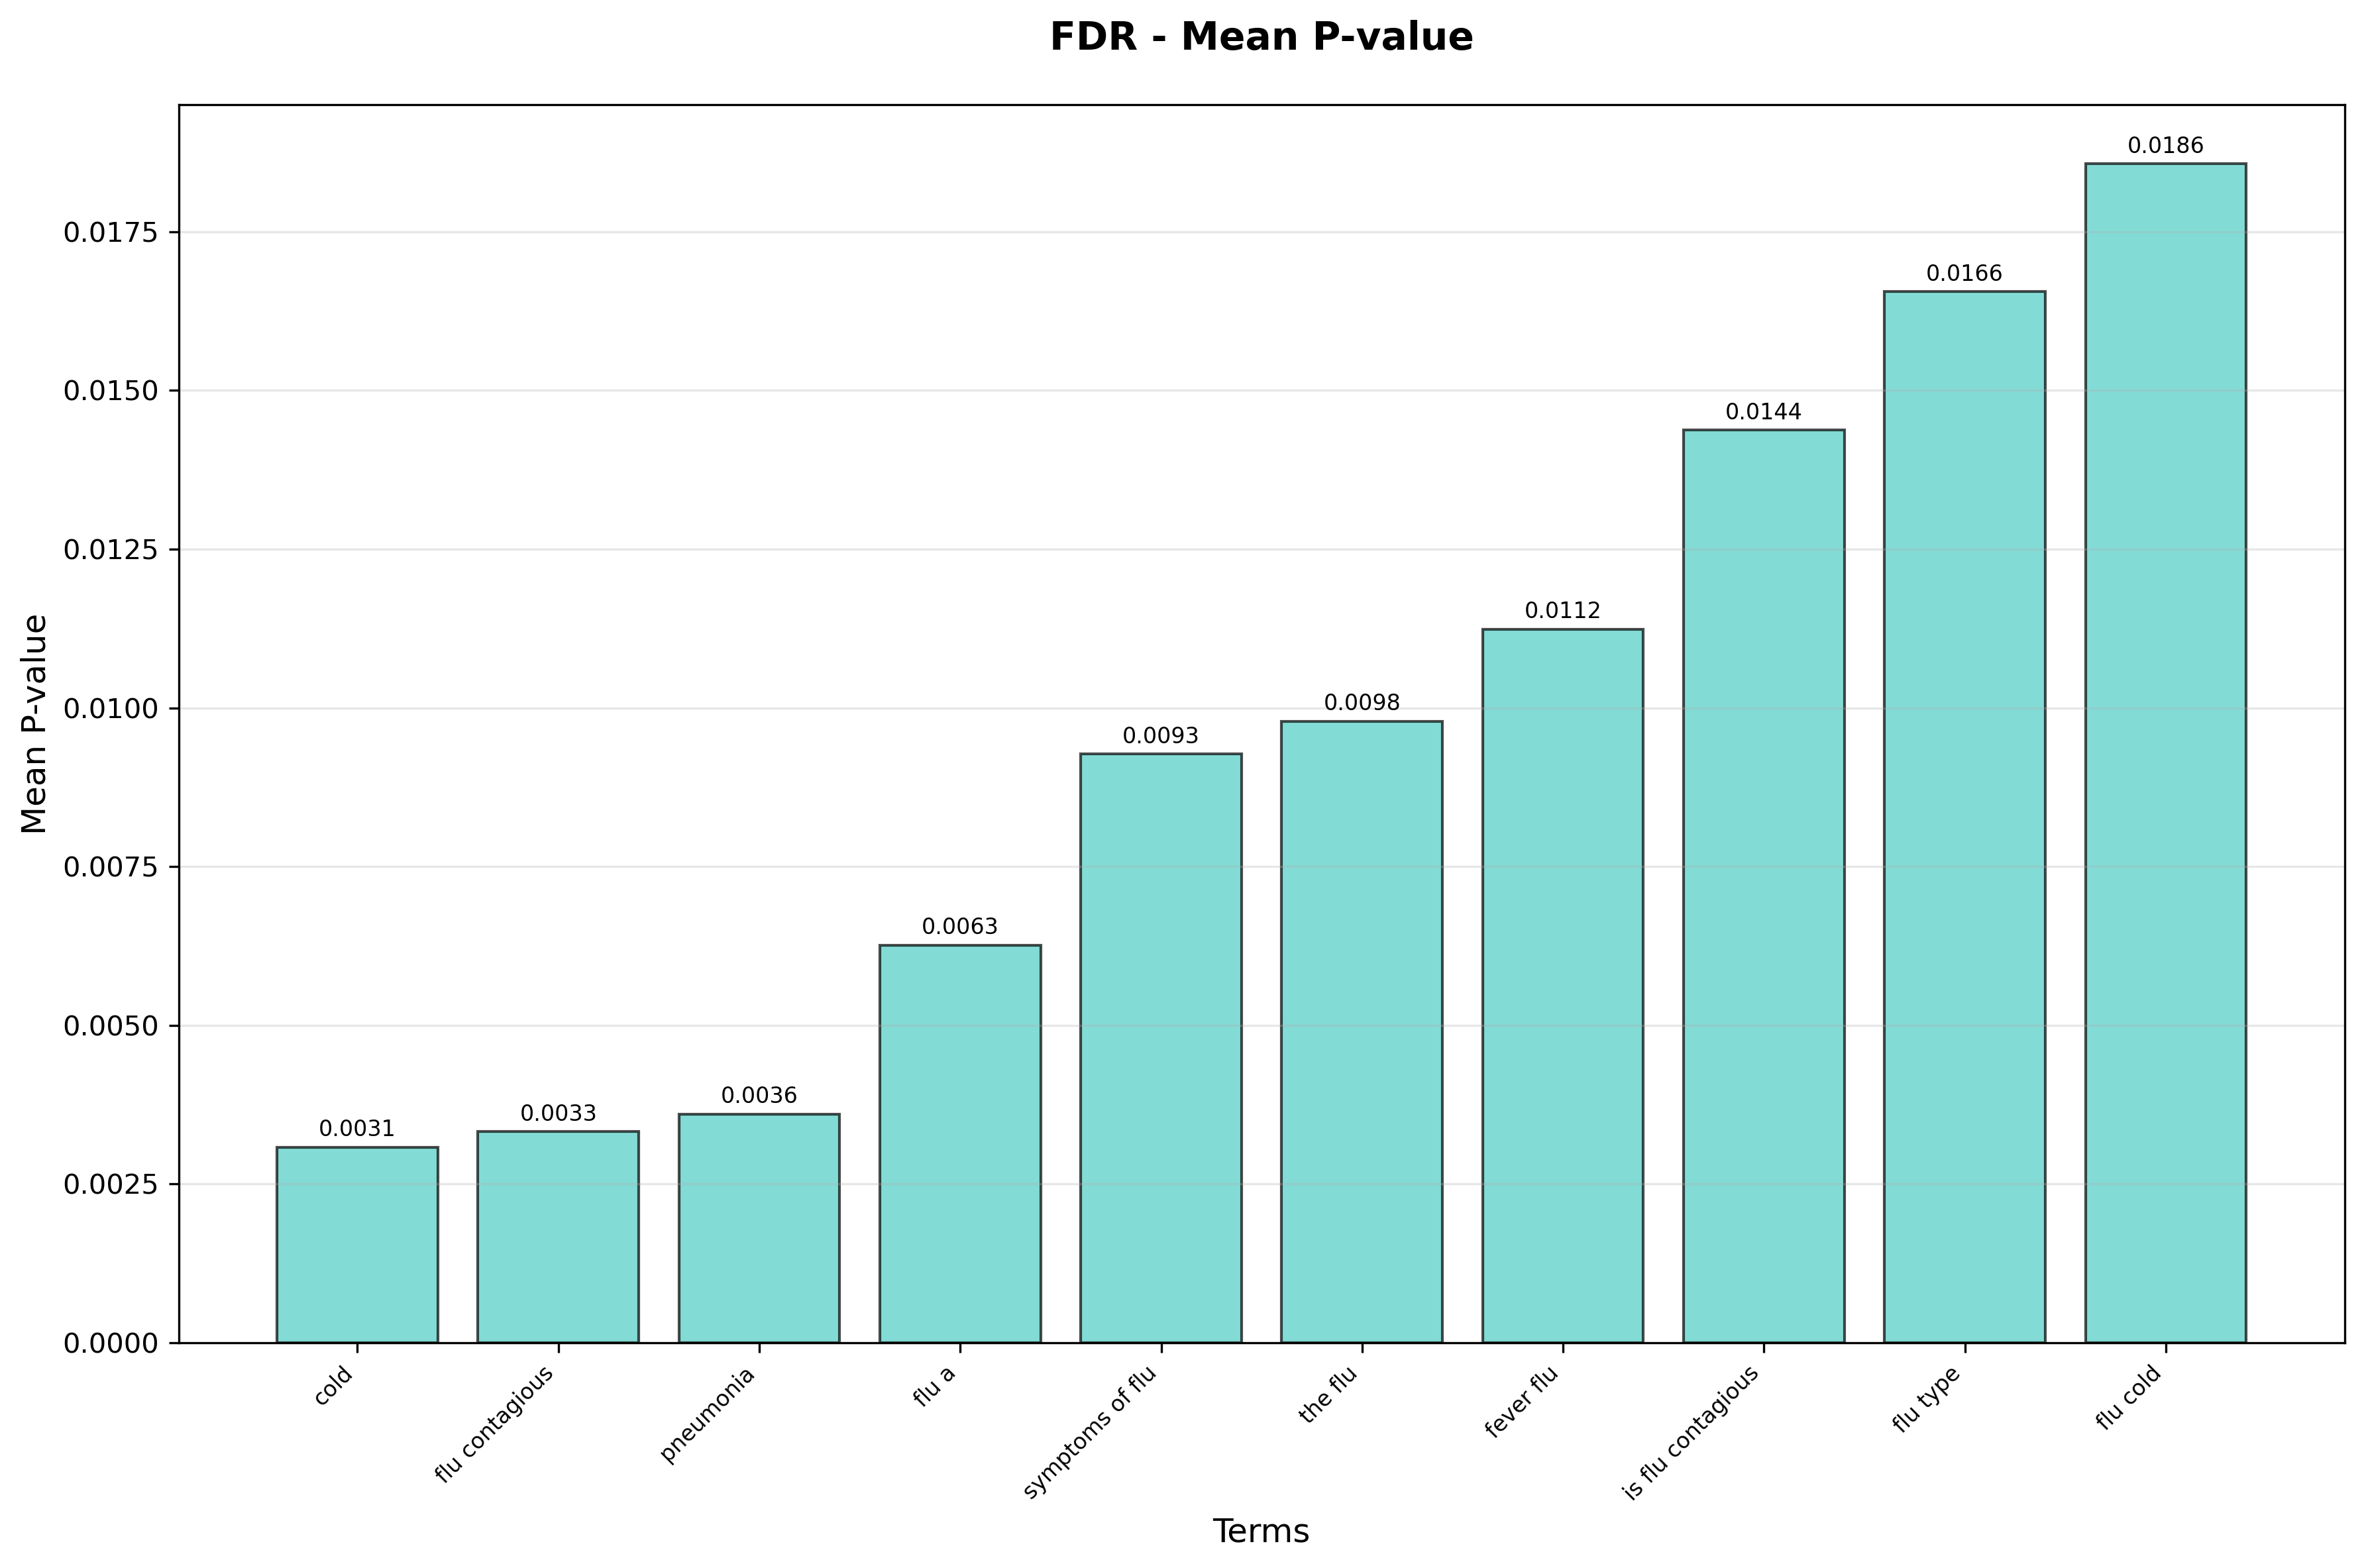 FDR - Mean P-value
Mean P-value
0.0175
0.0150
0.0125
0.0100
0.0075
0.0050
0.0025
0.0000
0.0031
0.0033
0.0036
0.0063
0.0093
0.0098
0.0112
0.0144
0.0166
0.0186
cold
flu contagious
pneumonia
flu a
symptoms of flu
the flu
fever flu
is flu contagious
flu type
flu cold
Terms